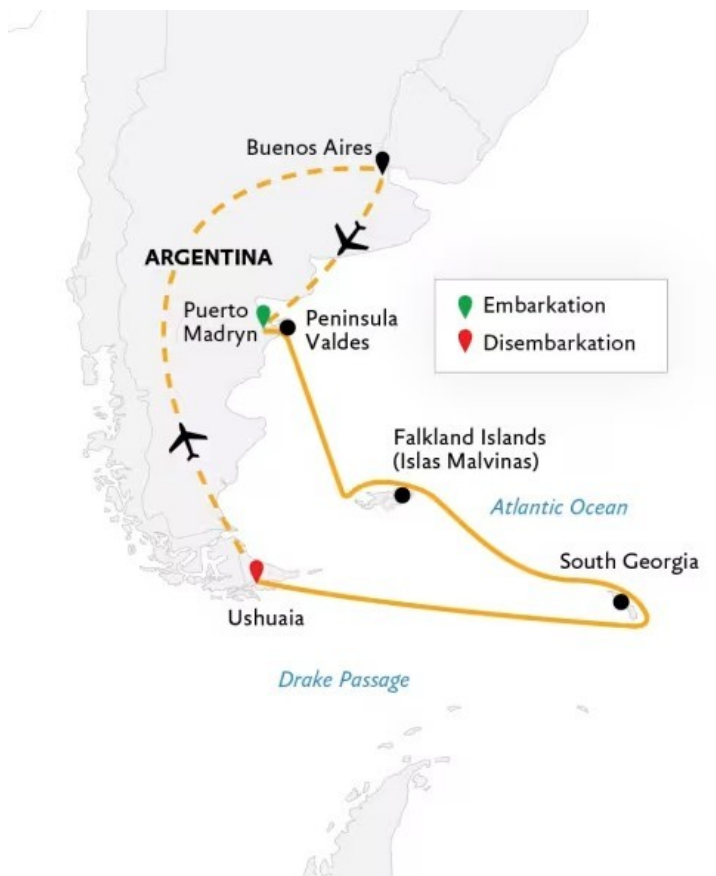 Buenos Aires
ARGENTINA
Puerto
Madryn
Peninsula
Valdes
Embarkation
Disembarkation
Falkland Islands
(Islas Malvinas)
Atlantic Ocean
South Georgia
Ushuaia
Drake Passage